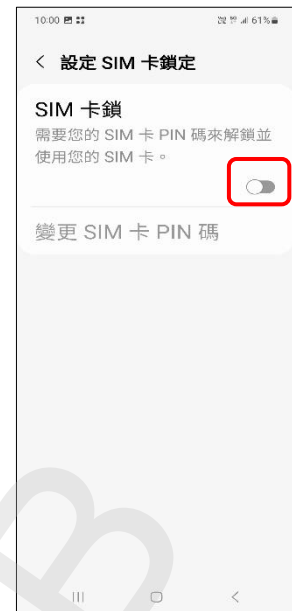 10:00
61%
設定 SIM 卡鎖定
SIM 卡鎖
需要您的 SIM 卡 PIN 碼來解鎖並
使用您的 SIM 卡。
變更 SIM 卡 PIN 碼